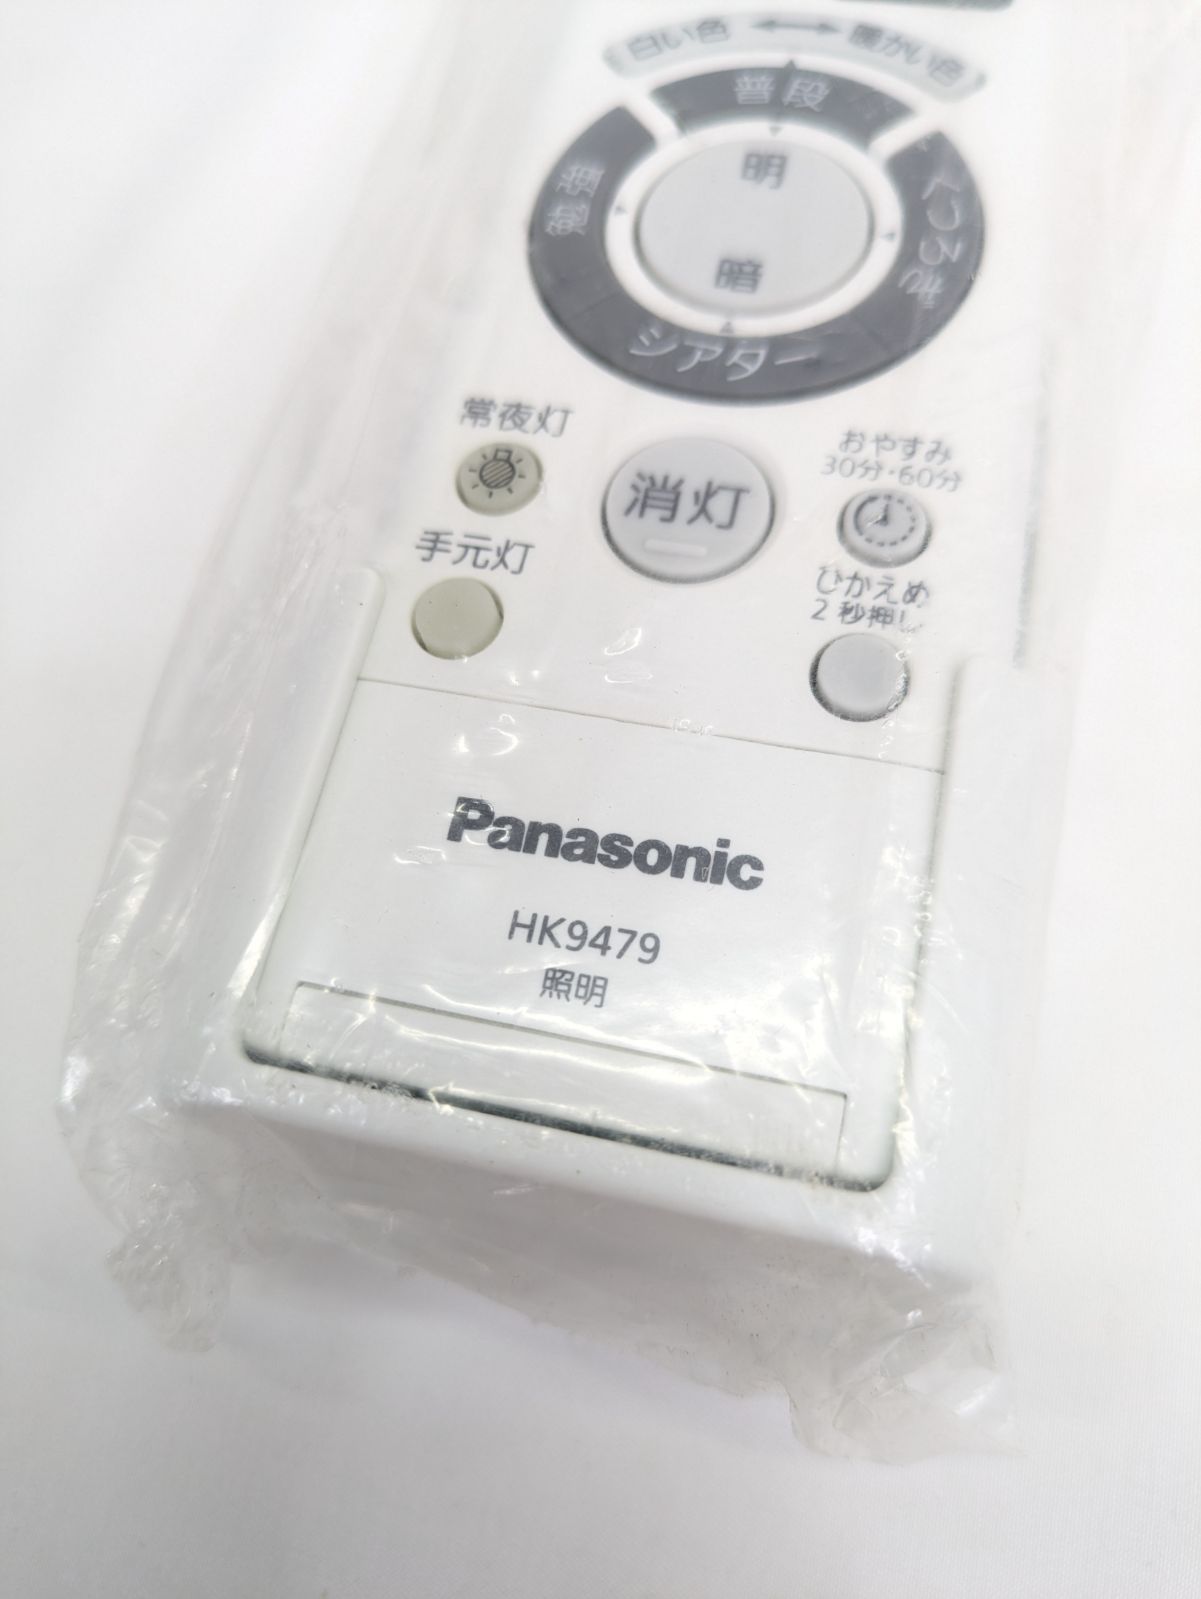 白い色 ⟷ 暖かい色
普段
勉強
明
くつろぎ
暗
シアター
常夜灯
消灯
おやすみ
30分・60分
手元灯
ひかえめ
2秒押し
Panasonic
HK9479
照明